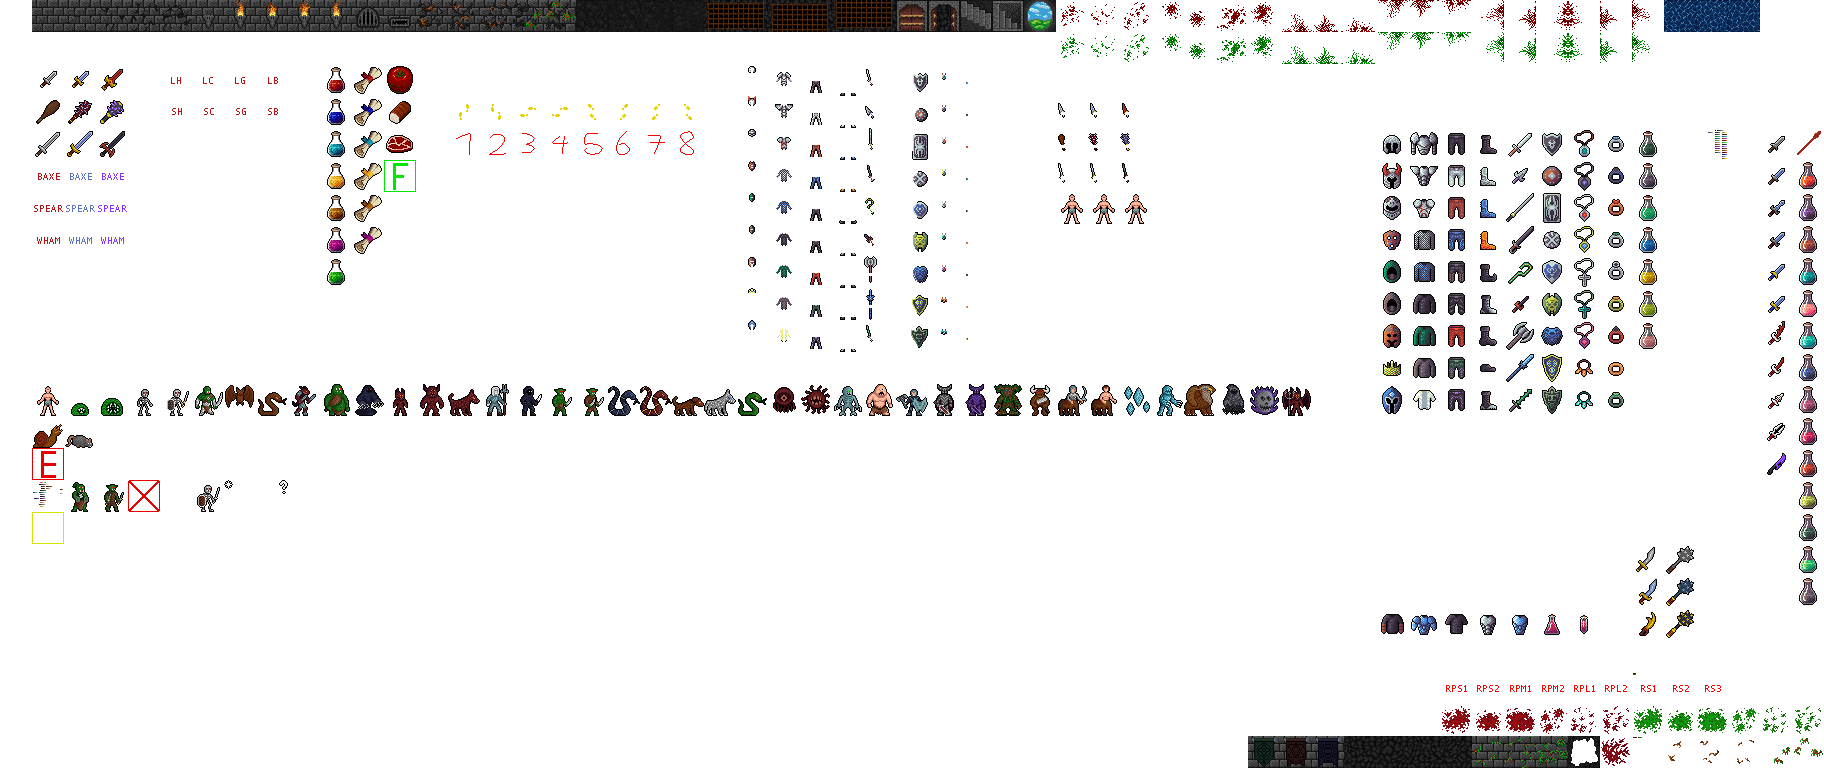 LH LC LG LB
SH SC SG SB
1 2 3 4 5 6 7 8
BAXE BAXE BAXE
F
SPEAR SPEAR SPEAR
WHAM WHAM WHAM
E
?
RPS1 RPS2 RPM1 RPM2 RPL1 RPL2 RS1 RS2 RS3